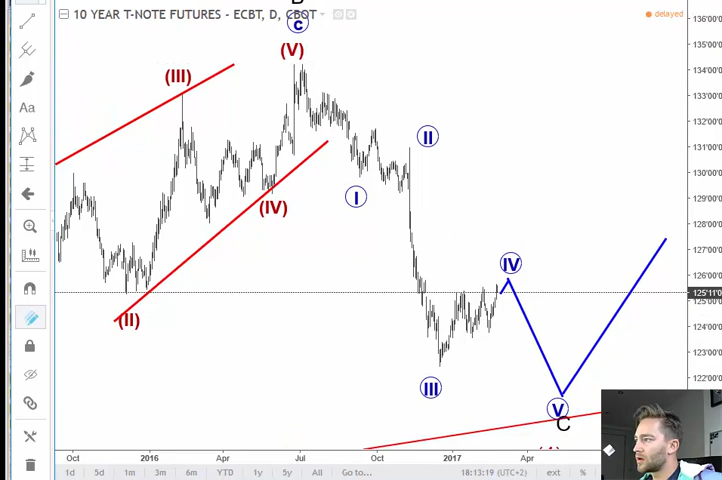 B
10 YEAR T-NOTE FUTURES - ECBT, D, CBOT
delayed
136'00'0
135'00'0
134'00'0
133'00'0
132'00'0
131'00'0
130'00'0
129'00'0
127'00'0
126'00'0
125'11'0
124'00'0
123'00'0
122'00'0
c
(V)
(III)
II
I
(IV)
IV
(II)
III
V
C
Aa
2016
Apr
Jul
Oct
2017
Apr
1d
5d
1m
3m
6m
YTD
1y
5y
All
Go to...
18:13:19 (UTC+2)
ext
%